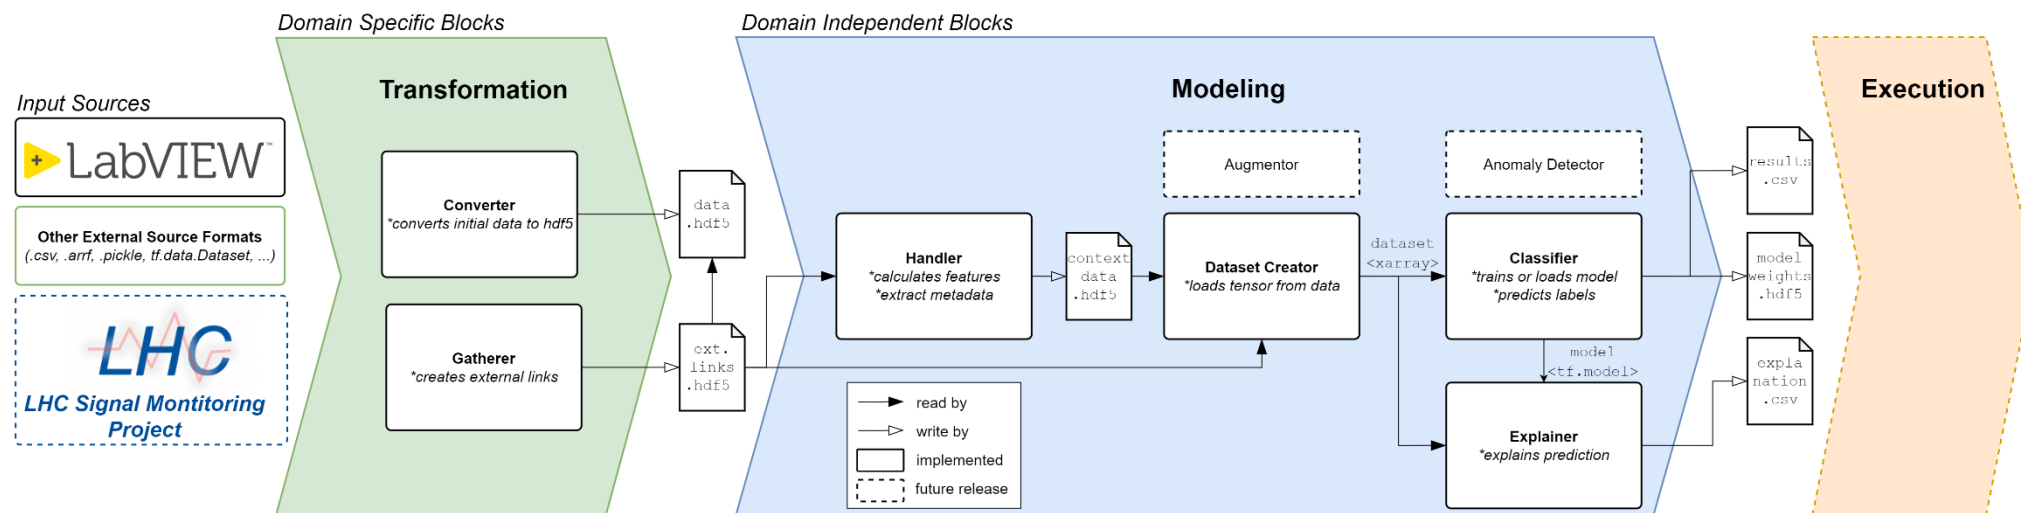 Domain Specific Blocks
Domain Independent Blocks
Transformation
Modeling
Execution
Input Sources
LabVIEW™
Other External Source Formats
(.csv, .arrf, .pickle, tf.data.Dataset, ...)
LHC
LHC Signal Montitoring
Project
Converter
*converts initial data to hdf5
Gatherer
*creates external links
data
.hdf5
ext.
links
.hdf5
Handler
*calculates features
*extract metadata
context
data
.hdf5
Augmentor
Dataset Creator
*loads tensor from data
dataset
<xarray>
Anomaly Detector
Classifier
*trains or loads model
*predicts labels
model
<tf.model>
Explainer
*explains prediction
results
.csv
model
weights
.hdf5
expla
nation
.csv
read by
write by
implemented
future release